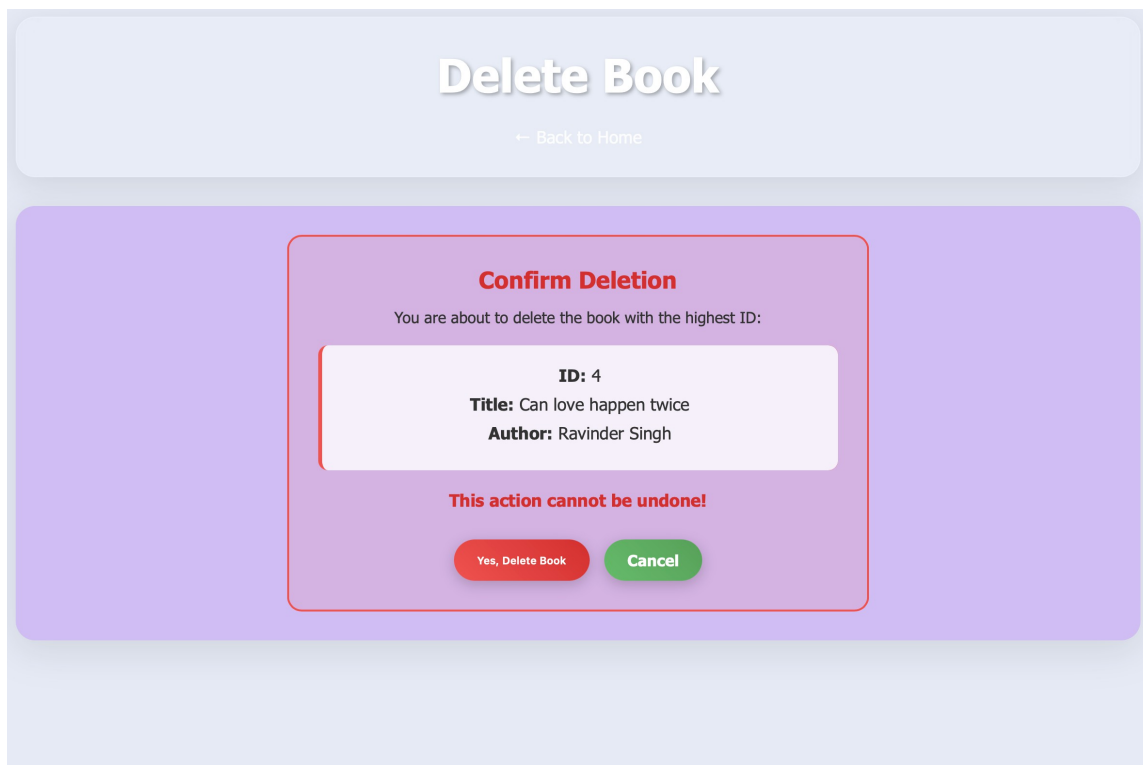 Delete Book
← Back to Home
Confirm Deletion
You are about to delete the book with the highest ID:
ID: 4
Title: Can love happen twice
Author: Ravinder Singh
This action cannot be undone!
Yes, Delete Book Cancel